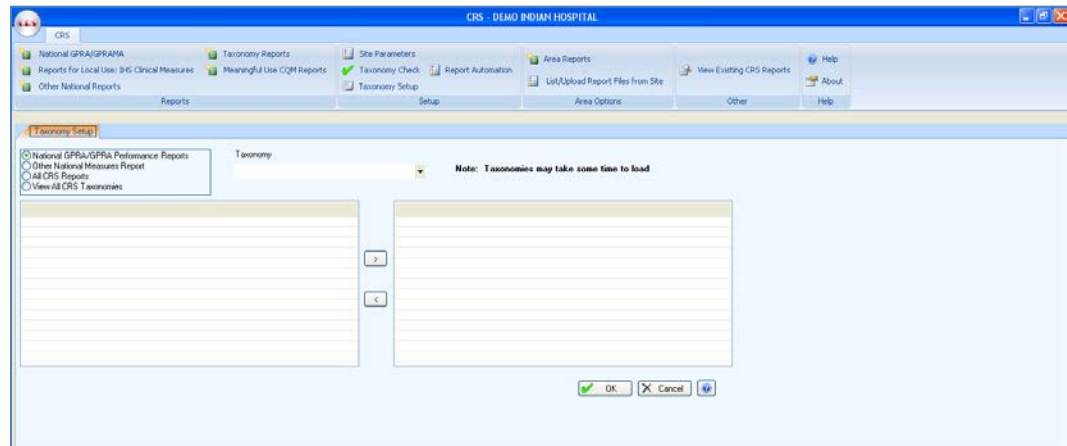 CRS - DEMO INDIAN HOSPITAL
CRS
National GPRA/GPRAMA
Reports for Local Use: IHS Clinical Measures
Other National Reports
Taxonomy Reports
Meaningful Use CQM Reports
Reports
Site Parameters
Taxonomy Check
Taxonomy Setup
Report Automation
Setup
Area Reports
List/Upload Report Files from Site
Area Options
View Existing CRS Reports
Other
Help
About
Help
Taxonomy Setup
National GPRA/GPRA Performance Reports
Other National Measures Report
All CRS Reports
View All CRS Taxonomies
Taxonomy
Note: Taxonomies may take some time to load
>
<
OK
Cancel